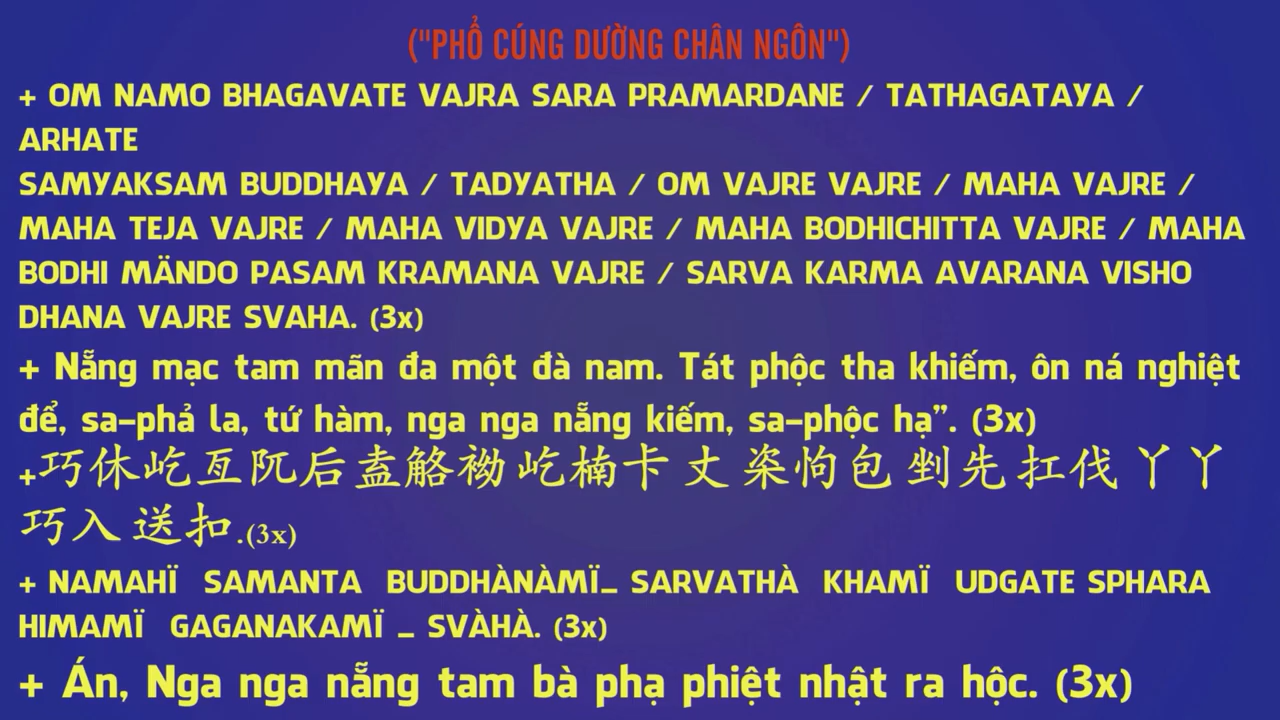 ("PHỔ CÚNG DƯỜNG CHÂN NGÔN")
+ OM NAMO BHAGAVATE VAJRA SARA PRAMARDANE / TATHAGATAYA /
ARHATE
SAMYAKSAM BUDDHAYA / TADYATHA / OM VAJRE VAJRE / MAHA VAJRE /
MAHA TEJA VAJRE / MAHA VIDYA VAJRE / MAHA BODHICHITTA VAJRE / MAHA
BODHI MÄNDO PASAM KRAMANA VAJRE / SARVA KARMA AVARANA VISHO
DHANA VAJRE SVAHA. (3x)
+ Nẵng mạc tam mãn đa một đà nam. Tát phộc tha khiếm, ôn ná nghiệt
để, sa-phả la, tứ hàm, nga nga nẵng kiếm, sa-phộc hạ”. (3x)
+巧休屹亙阢后盍觡袎屹楠卡丈栥怐包剉先扛伐丫丫
巧入送扣.(3x)
+ NAMAHÏ SAMANTA BUDDHÀNÀMÏ_ SARVATHÀ KHAMÏ UDGATE SPHARA
HIMAMÏ GAGANAKAMÏ _ SVÀHÀ. (3x)
+ Án, Nga nga nẵng tam bà phạ phiệt nhật ra hộc. (3x)